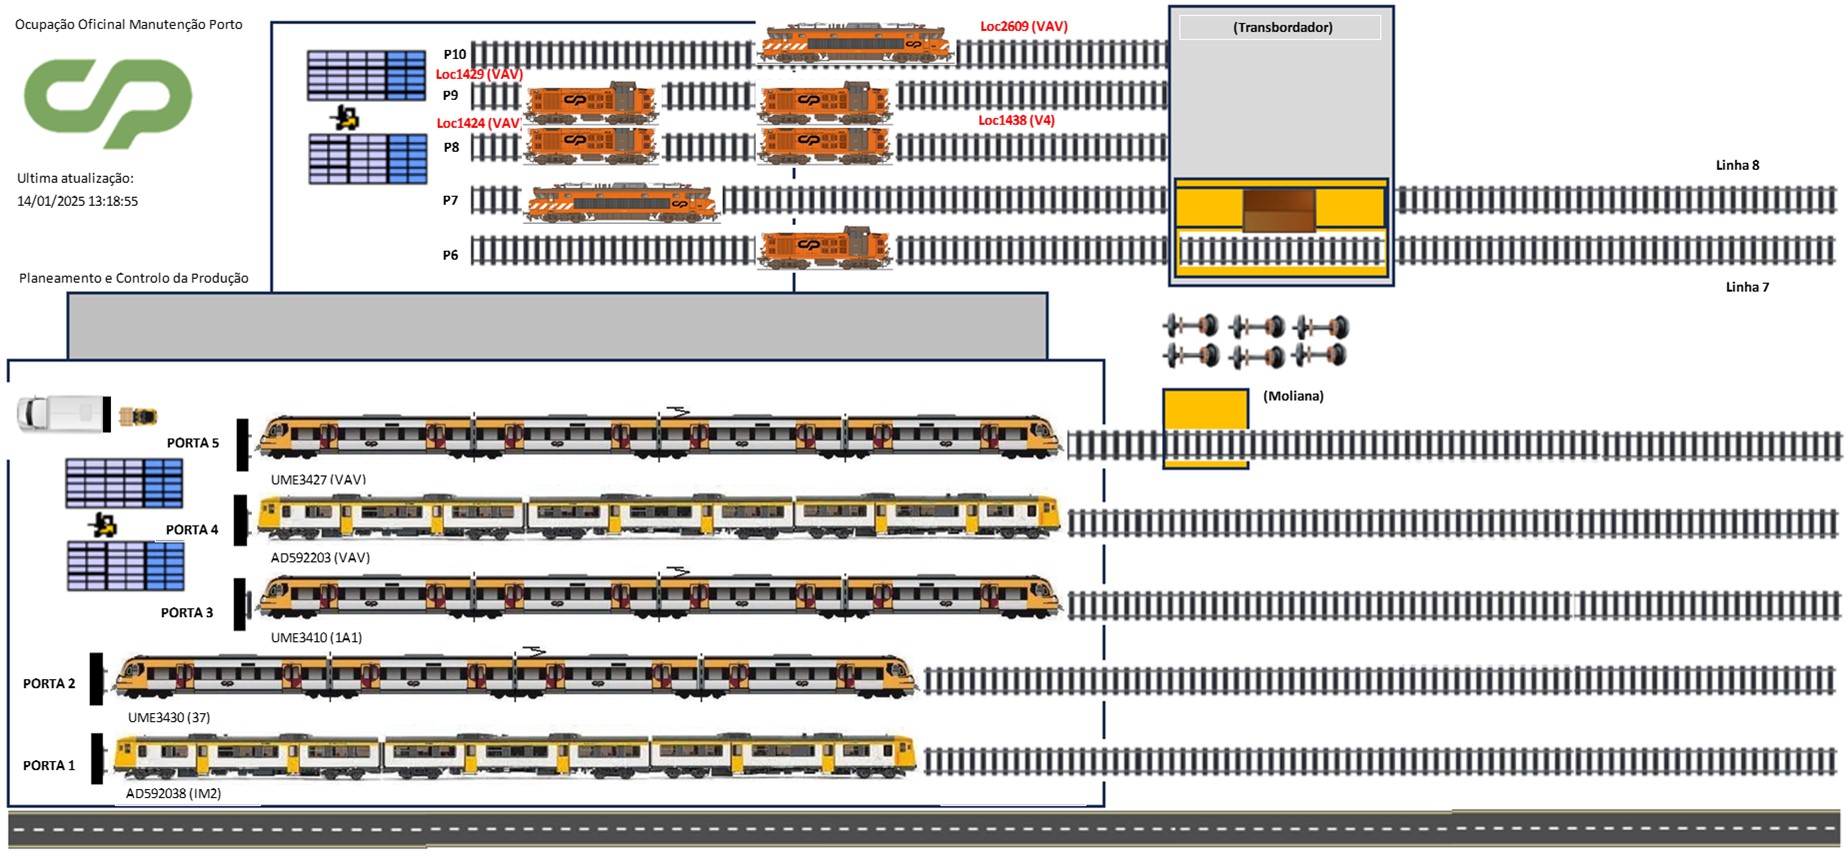 Ocupação Oficinal Manutenção Porto
CP
Ultima atualização:
14/01/2025 13:18:55
Planeamento e Controlo da Produção
Loc2609 (VAV)
P10
Loc1429 (VAV)
P9
Loc1424 (VAV)
Loc1438 (V4)
P8
P7
P6
(Transbordador)
Linha 8
Linha 7
(Moliana)
PORTA 5
UME3427 (VAV)
PORTA 4
AD592203 (VAV)
PORTA 3
UME3410 (1A1)
PORTA 2
UME3430 (37)
PORTA 1
AD592038 (IM2)